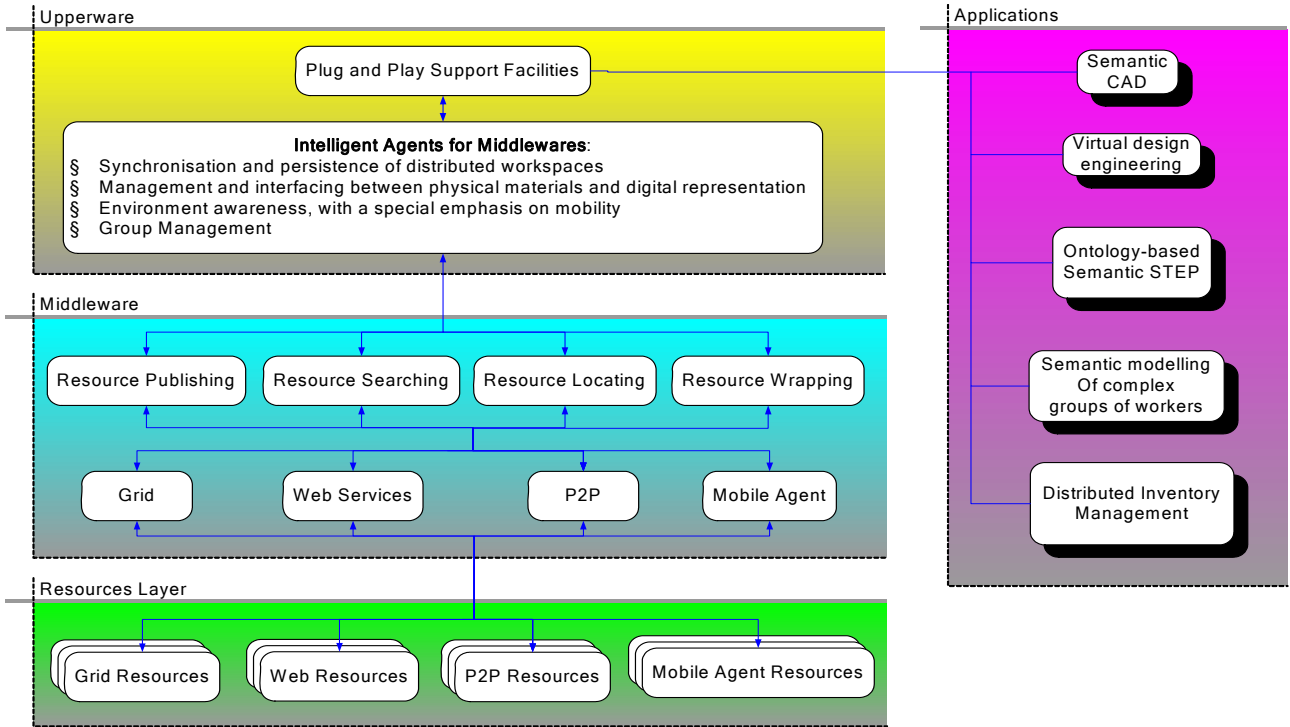 Upperware
Plug and Play Support Facilities
Intelligent Agents for Middlewares:
§ Synchronisation and persistence of distributed workspaces
§ Management and interfacing between physical materials and digital representation
§ Environment awareness, with a special emphasis on mobility
§ Group Management
Middleware
Resource Publishing
Resource Searching
Resource Locating
Resource Wrapping
Grid
Web Services
P2P
Mobile Agent
Resources Layer
Grid Resources
Web Resources
P2P Resources
Mobile Agent Resources
Applications
Semantic
CAD
Virtual design
engineering
Ontology-based
Semantic STEP
Semantic modelling
Of complex
groups of workers
Distributed Inventory
Management